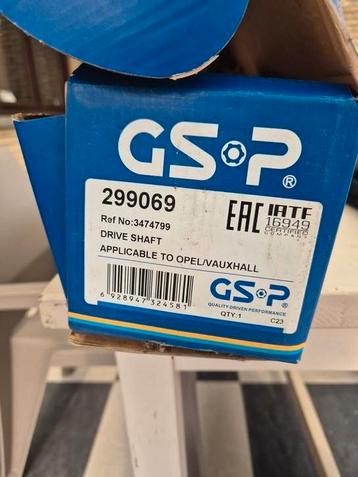 GSP®
299069
Ref No:3474799
DRIVE SHAFT
APPLICABLE TO OPEL/VAUXHALL
6 928947 324581
EAC IATF
16949
CERTIFIED
COMPANY
GSP®
QUALITY DRIVEN PERFORMANCE
QTY:1 C23